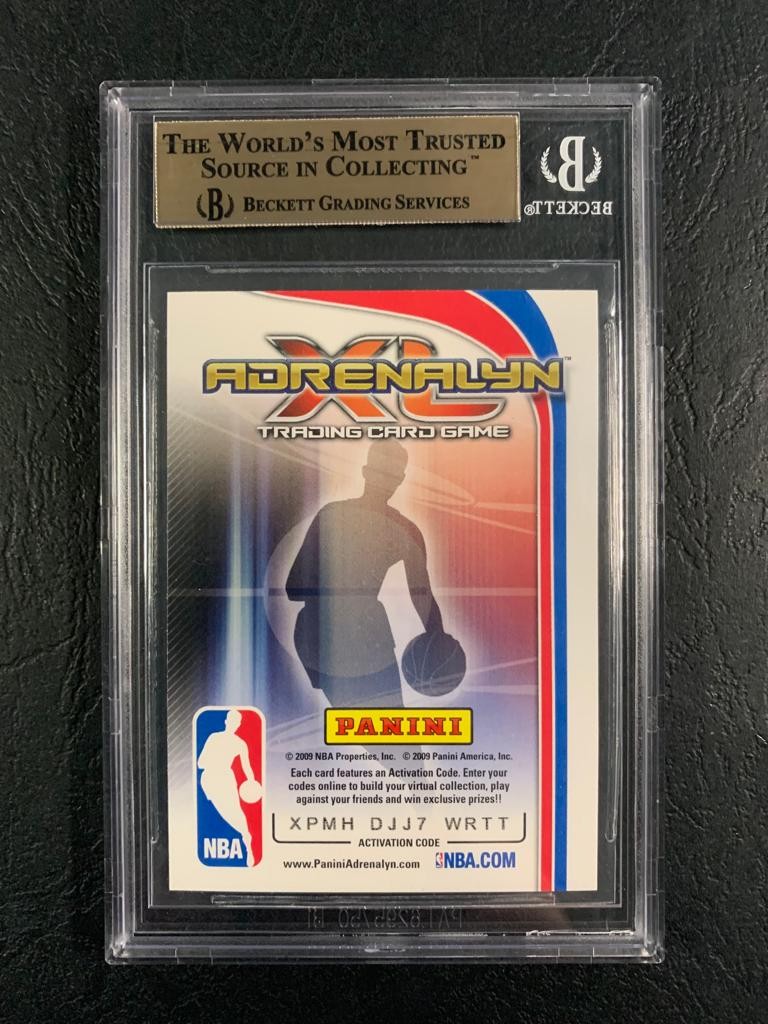 THE WORLD'S MOST TRUSTED
SOURCE IN COLLECTING™
B BECKETT GRADING SERVICES
B
BECKETT®
XL
ADRENALYN™
TRADING CARD GAME
PANINI
© 2009 NBA Properties, Inc. © 2009 Panini America, Inc.
Each card features an Activation Code. Enter your
codes online to build your virtual collection, play
against your friends and win exclusive prizes!!
XPMH DJJ7 WRTT
ACTIVATION CODE
NBA
www.PaniniAdrenalyn.com NBA.COM